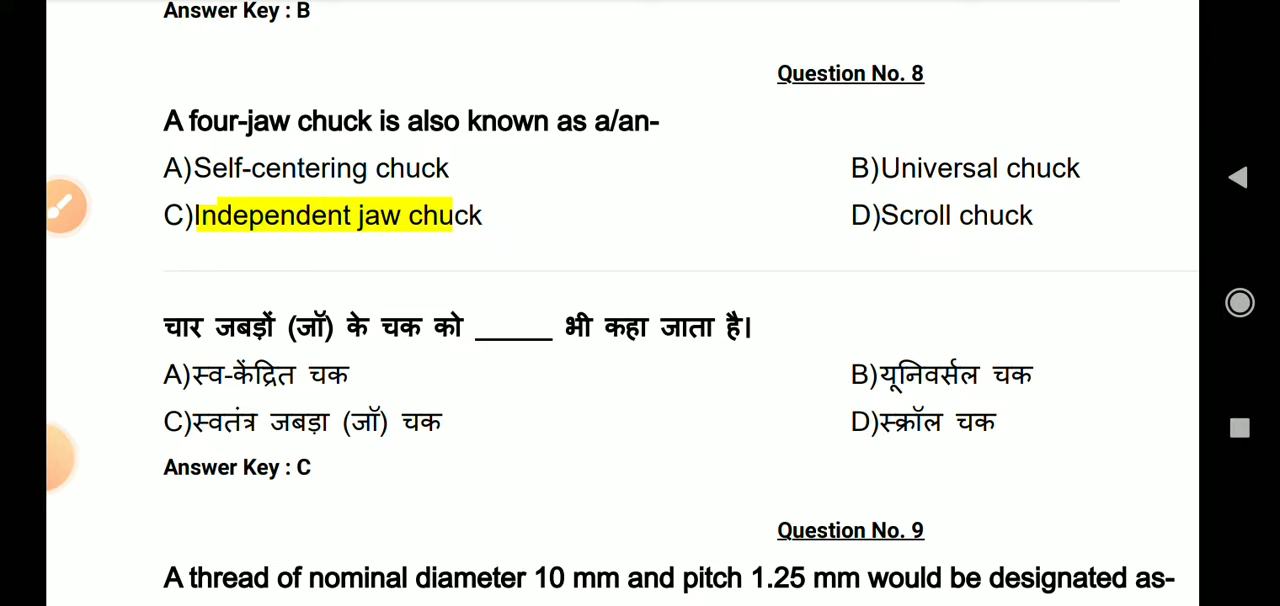 Answer Key : B
Question No. 8
A four-jaw chuck is also known as a/an-
A)Self-centering chuck B)Universal chuck
C)Independent jaw chuck D)Scroll chuck
चार जबड़ों (जॉ) के चक को _____ भी कहा जाता है।
A)स्व-केंद्रित चक B)यूनिवर्सल चक
C)स्वतंत्र जबड़ा (जॉ) चक D)स्क्रॉल चक
Answer Key : C
Question No. 9
A thread of nominal diameter 10 mm and pitch 1.25 mm would be designated as-